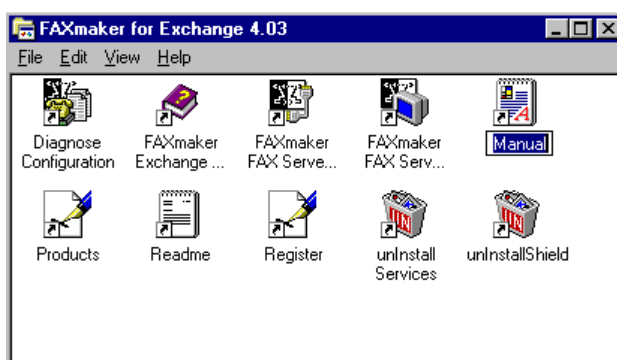 FAXmaker for Exchange 4.03
File Edit View Help
Diagnose Configuration
FAXmaker Exchange ...
FAXmaker FAX Serve...
FAXmaker FAX Serv...
Manual
Products
Readme
Register
unInstall Services
unInstallShield